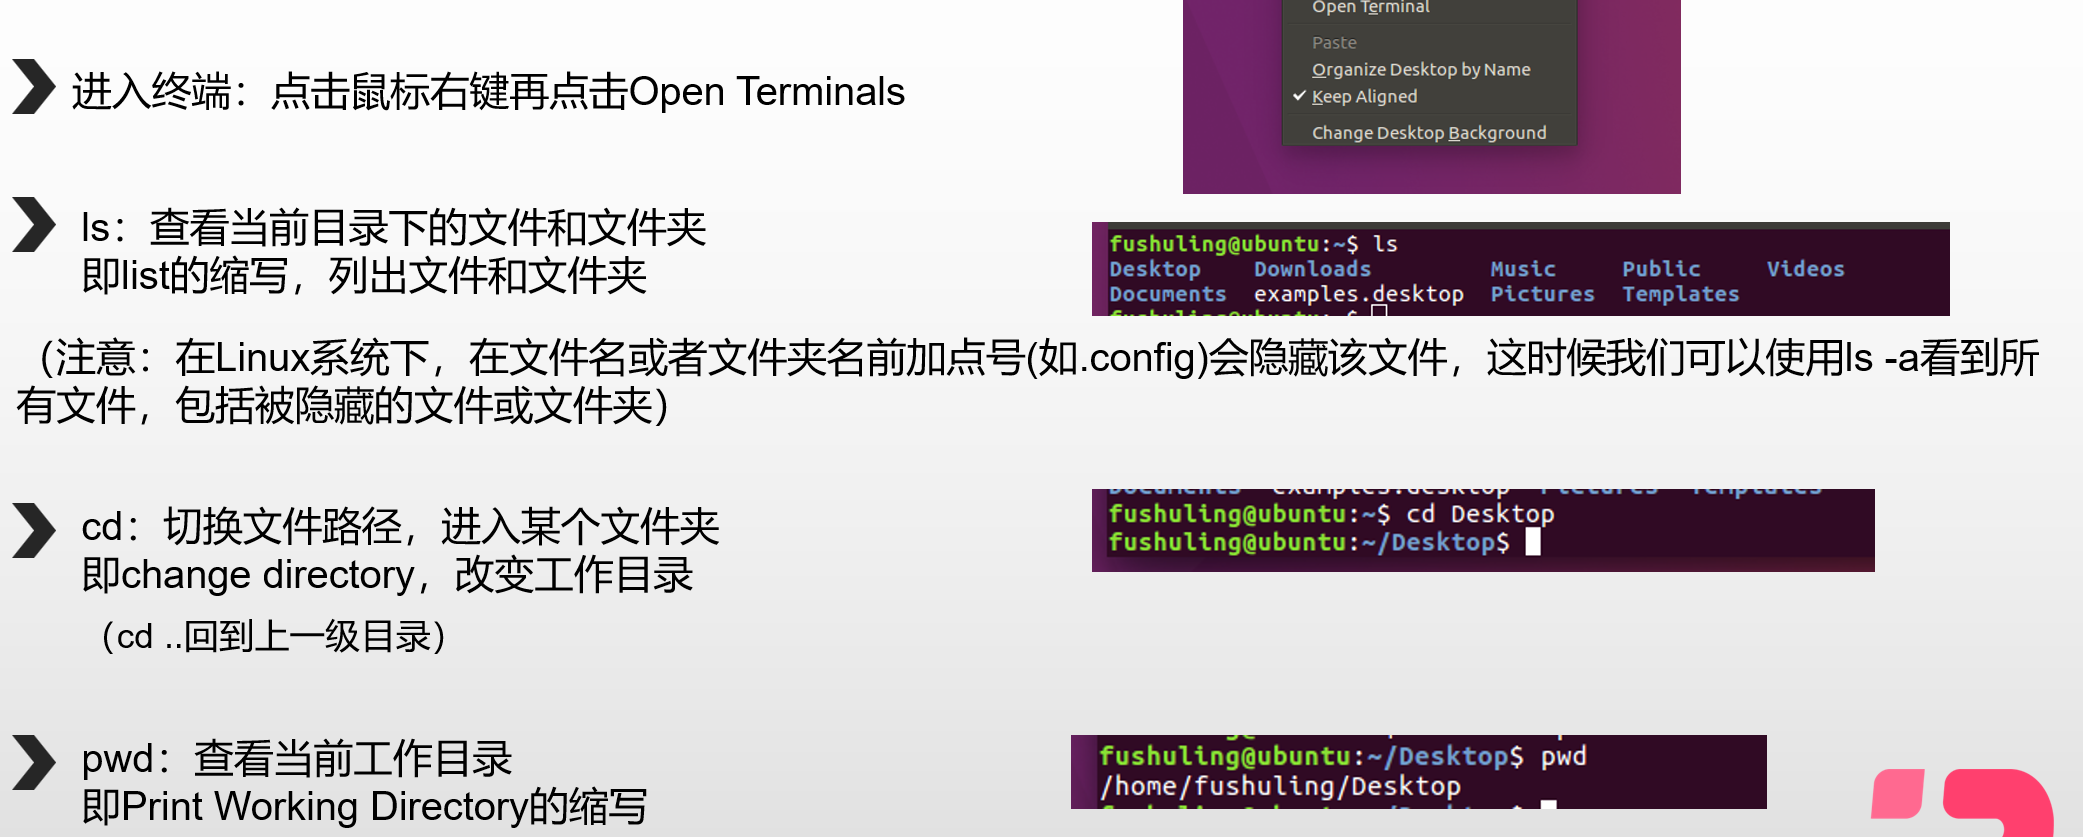 Open Terminal
Paste
Organize Desktop by Name
Keep Aligned
Change Desktop Background
进入终端：点击鼠标右键再点击Open Terminals
ls：查看当前目录下的文件和文件夹
即list的缩写，列出文件和文件夹
fushuling@ubuntu:~$ ls
Desktop Downloads Music Public Videos
Documents examples.desktop Pictures Templates
fushuling@ubuntu:~$
（注意：在Linux系统下，在文件名或者文件夹名前加点号(如.config)会隐藏该文件，这时候我们可以使用ls -a看到所
有文件，包括被隐藏的文件或文件夹）
cd：切换文件路径，进入某个文件夹
即change directory，改变工作目录
（cd ..回到上一级目录）
Documents examples.desktop Pictures Templates
fushuling@ubuntu:~$ cd Desktop
fushuling@ubuntu:~/Desktop$
pwd：查看当前工作目录
即Print Working Directory的缩写
fushuling@ubuntu:~/Desktop$ pwd
/home/fushuling/Desktop